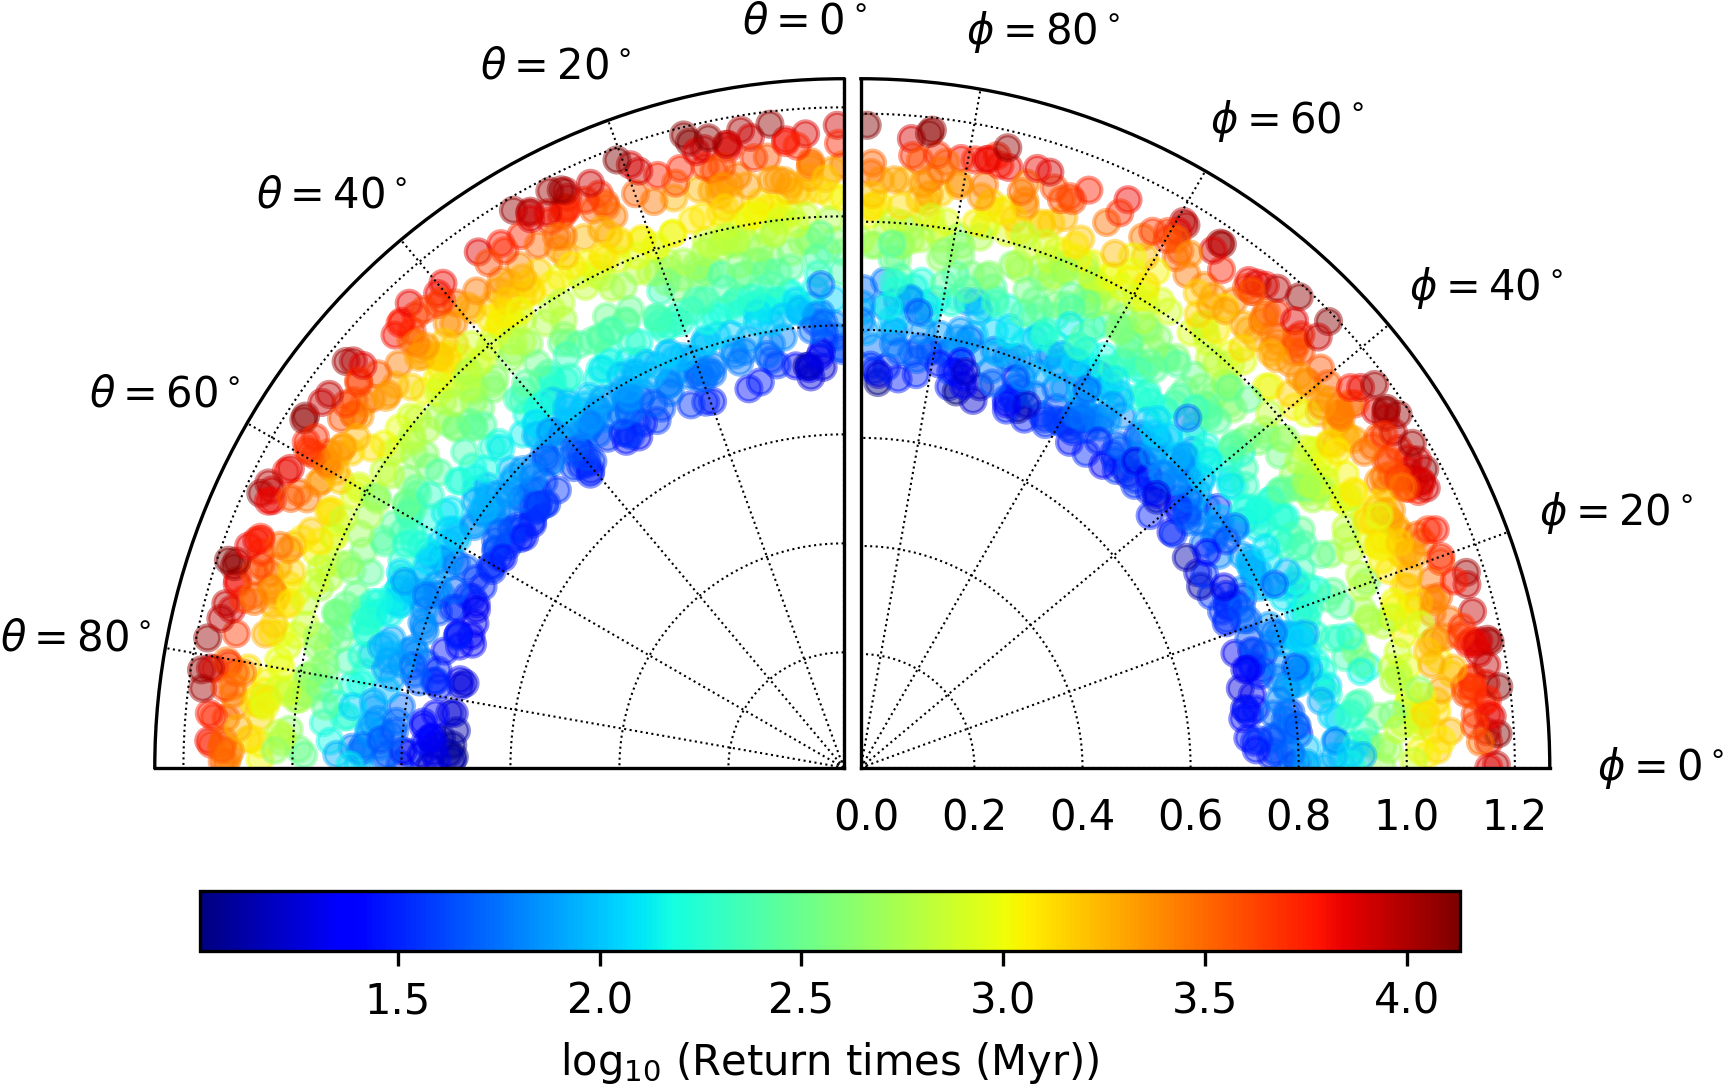 θ = 0°
ϕ = 80°
θ = 20°
ϕ = 60°
θ = 40°
ϕ = 40°
θ = 60°
ϕ = 20°
θ = 80°
ϕ = 0°
0.0 0.2 0.4 0.6 0.8 1.0 1.2
1.5 2.0 2.5 3.0 3.5 4.0
log₁₀ (Return times (Myr))